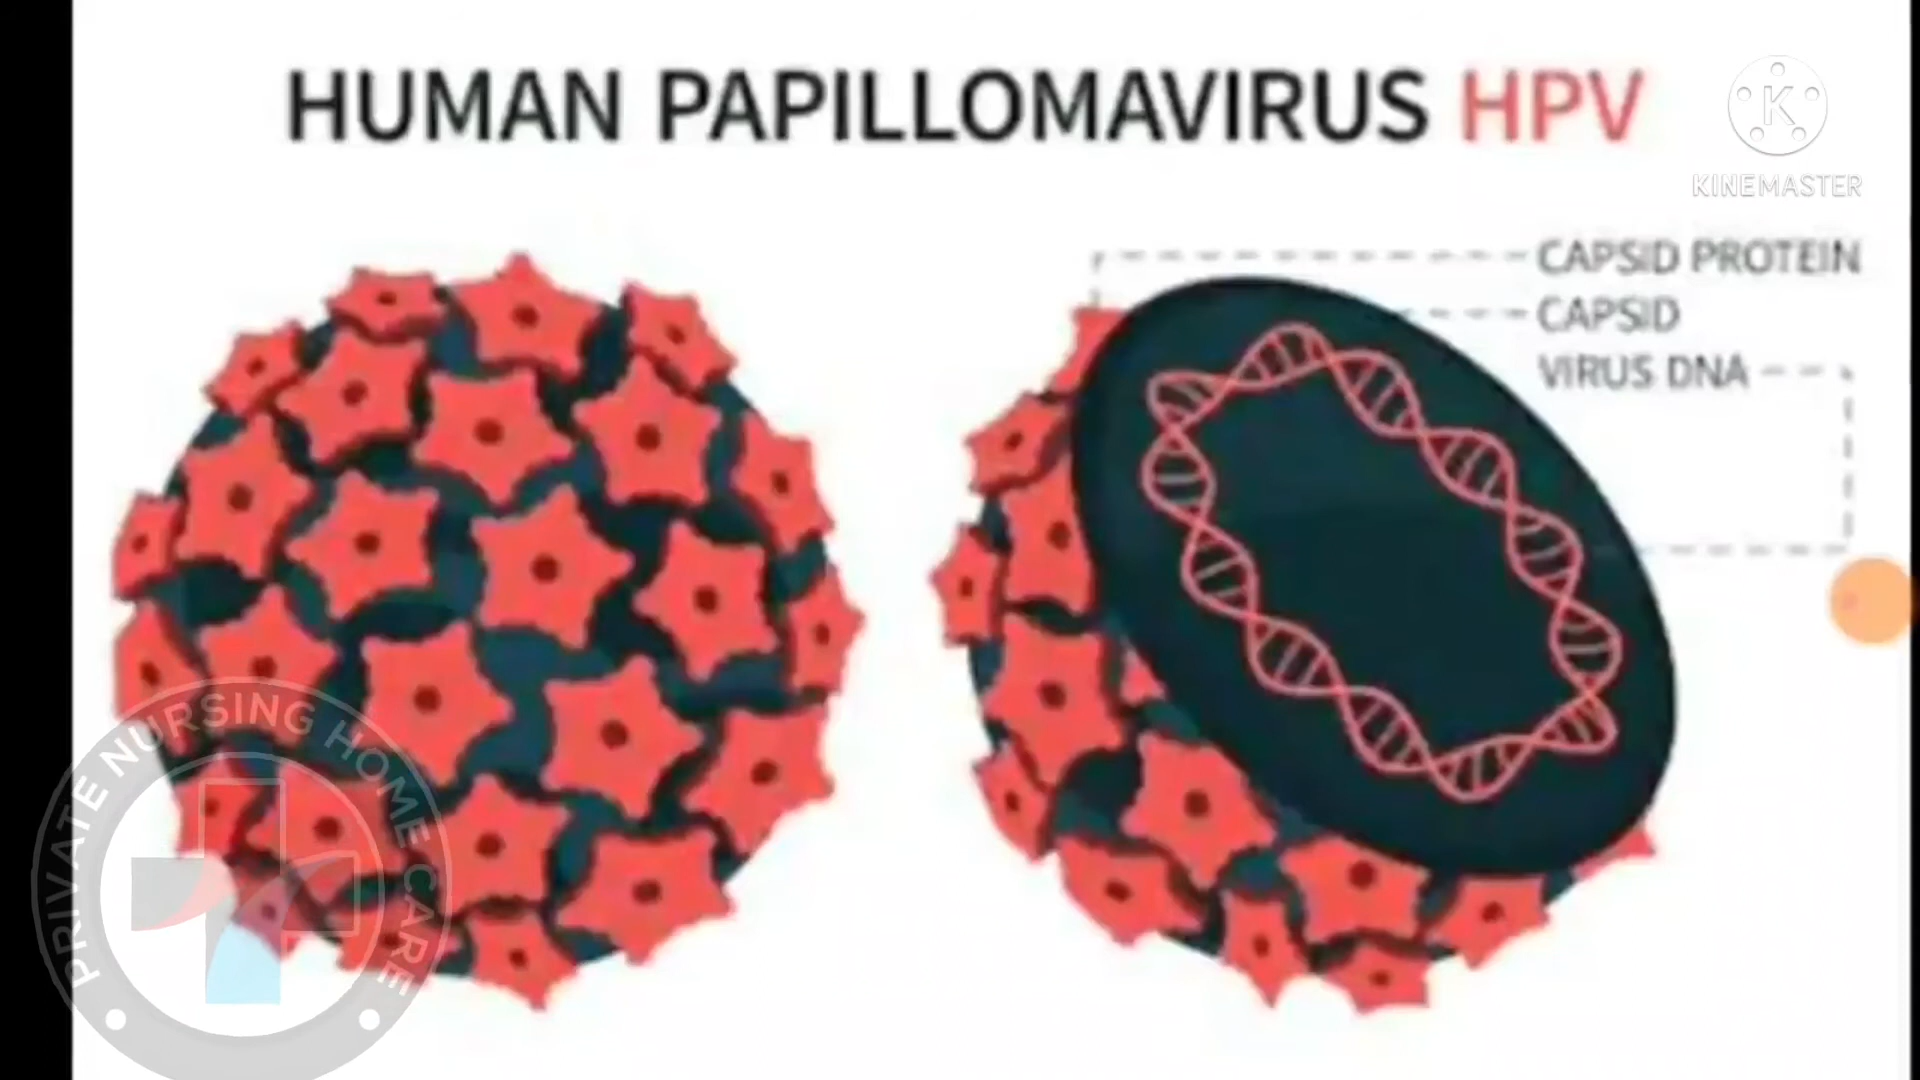 HUMAN PAPILLOMAVIRUS HPV
K
KINEMASTER
CAPSID PROTEIN
CAPSID
VIRUS DNA
PRIVATE NURSING HOME CARE